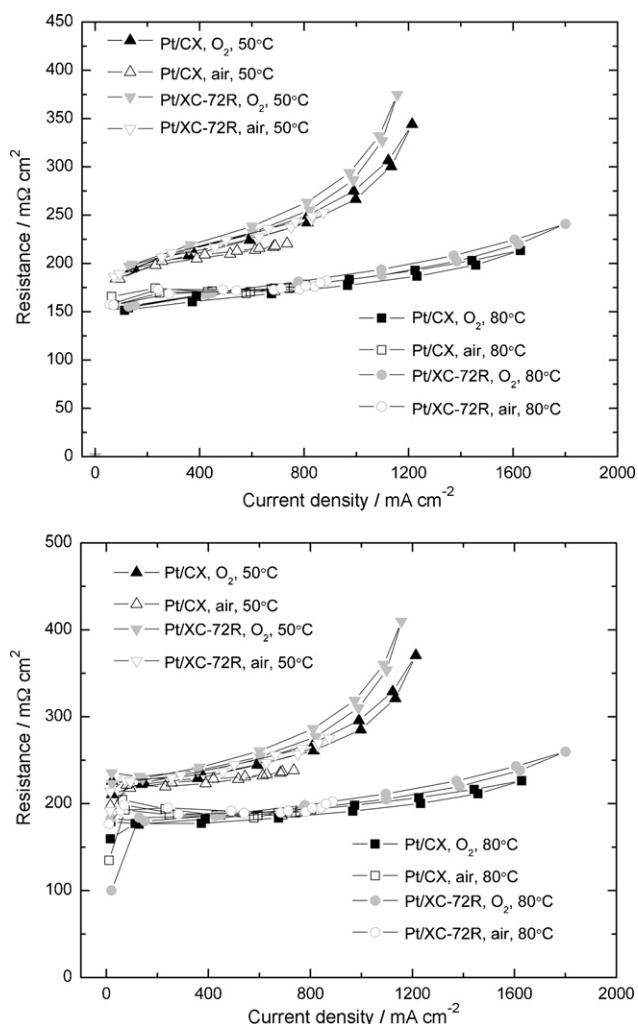 450
400
350
300
250
200
150
100
50
0
Resistance / mΩ cm²
Pt/CX, O₂, 50°C
Pt/CX, air, 50°C
Pt/XC-72R, O₂, 50°C
Pt/XC-72R, air, 50°C
Pt/CX, O₂, 80°C
Pt/CX, air, 80°C
Pt/XC-72R, O₂, 80°C
Pt/XC-72R, air, 80°C
0 400 800 1200 1600 2000
Current density / mA cm⁻²
500
400
300
200
100
0
Resistance / mΩ cm²
Pt/CX, O₂, 50°C
Pt/CX, air, 50°C
Pt/XC-72R, O₂, 50°C
Pt/XC-72R, air, 50°C
Pt/CX, O₂, 80°C
Pt/CX, air, 80°C
Pt/XC-72R, O₂, 80°C
Pt/XC-72R, air, 80°C
0 400 800 1200 1600 2000
Current density / mA cm⁻²